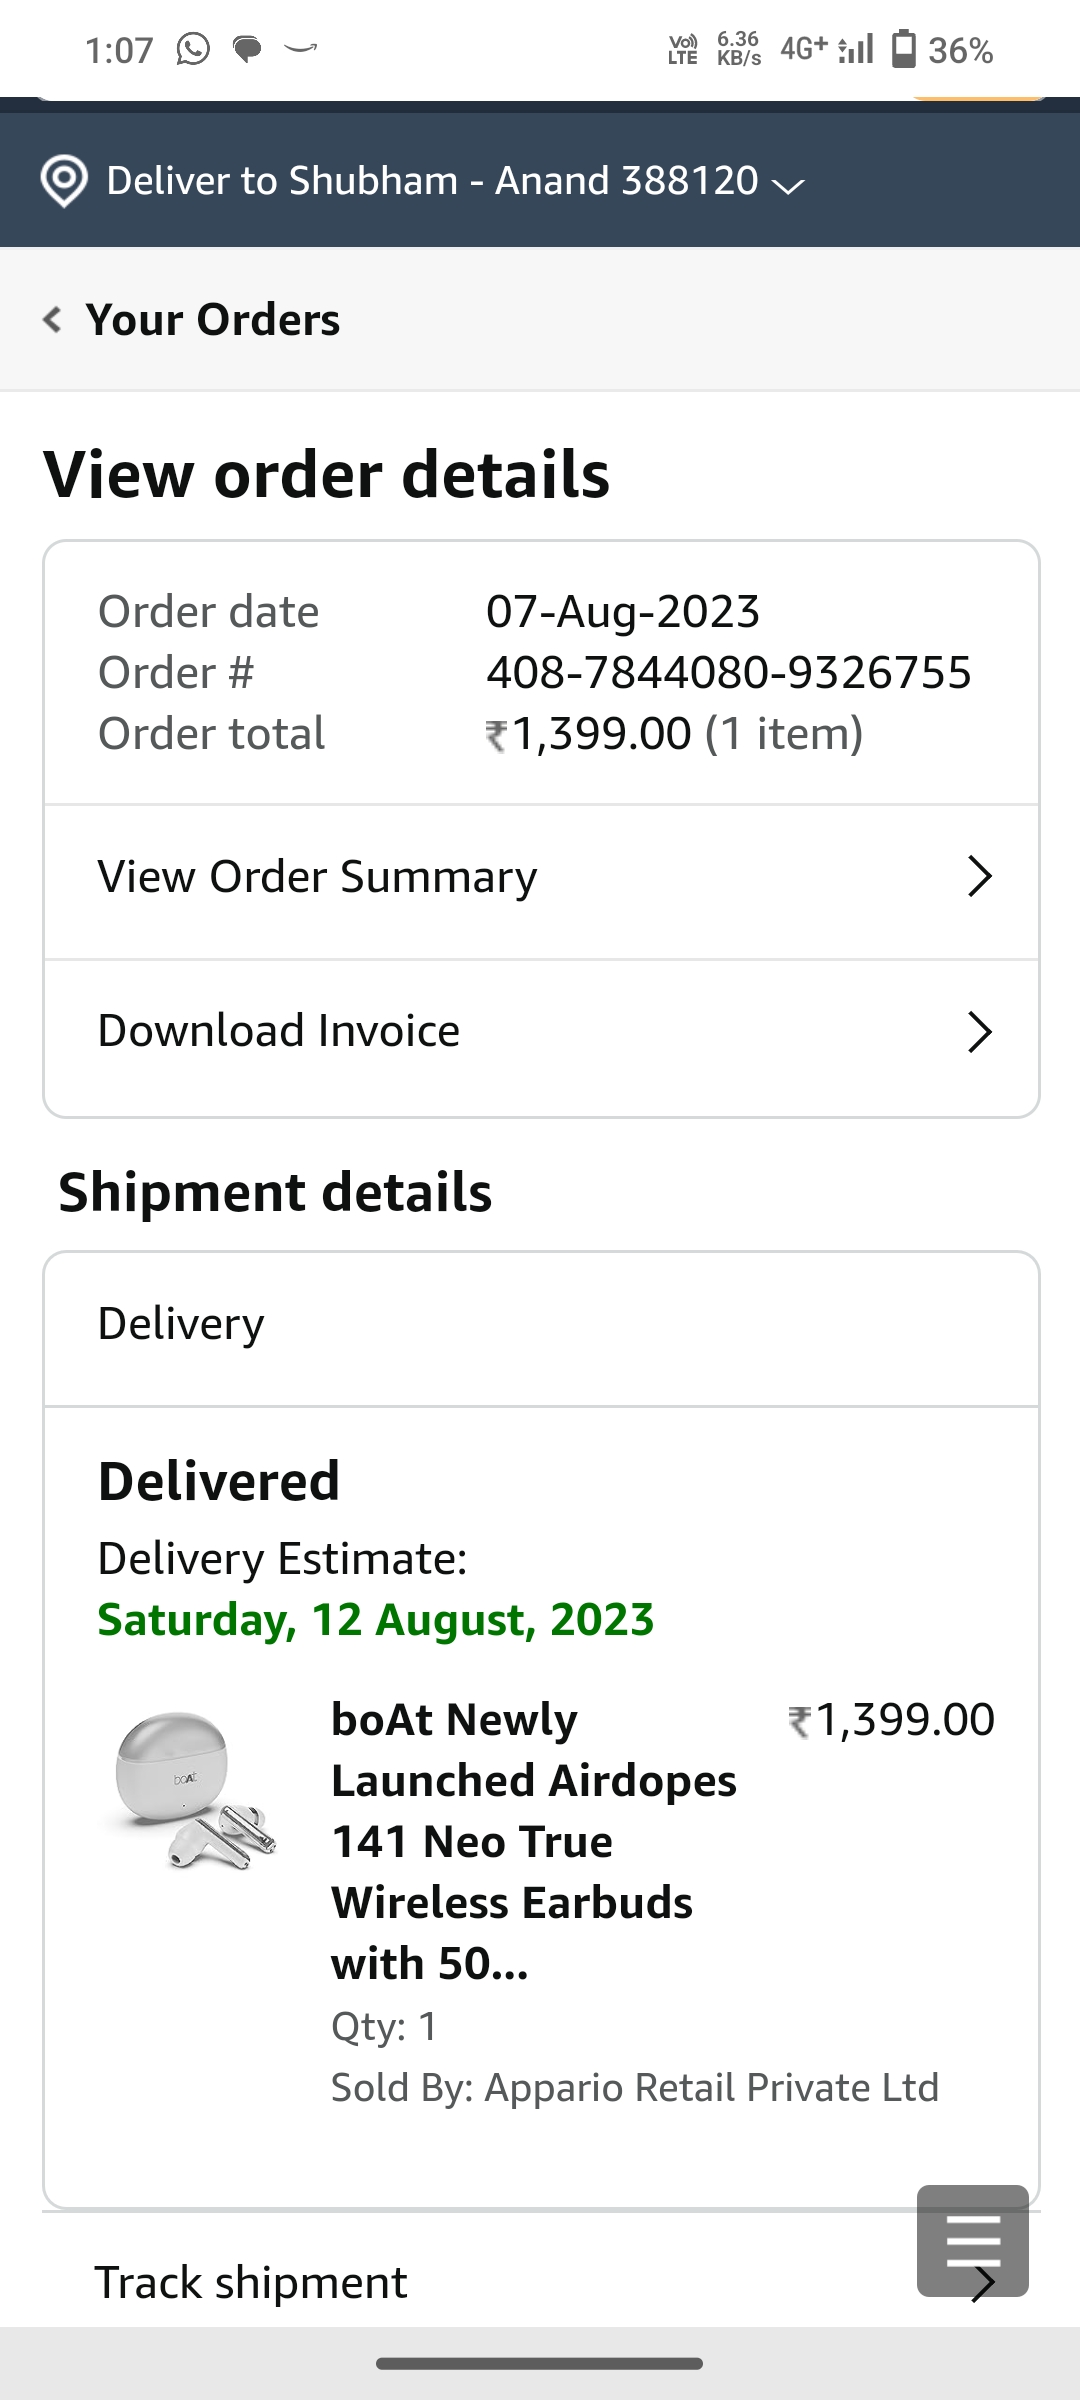 1:07
Vo)) LTE 6.36 KB/s 4G+ 36%
Deliver to Shubham - Anand 388120
Your Orders
View order details
Order date 07-Aug-2023
Order # 408-7844080-9326755
Order total ₹1,399.00 (1 item)
View Order Summary
Download Invoice
Shipment details
Delivery
Delivered
Delivery Estimate:
Saturday, 12 August, 2023
boAt
boAt Newly ₹1,399.00
Launched Airdopes
141 Neo True
Wireless Earbuds
with 50...
Qty: 1
Sold By: Appario Retail Private Ltd
Track shipment